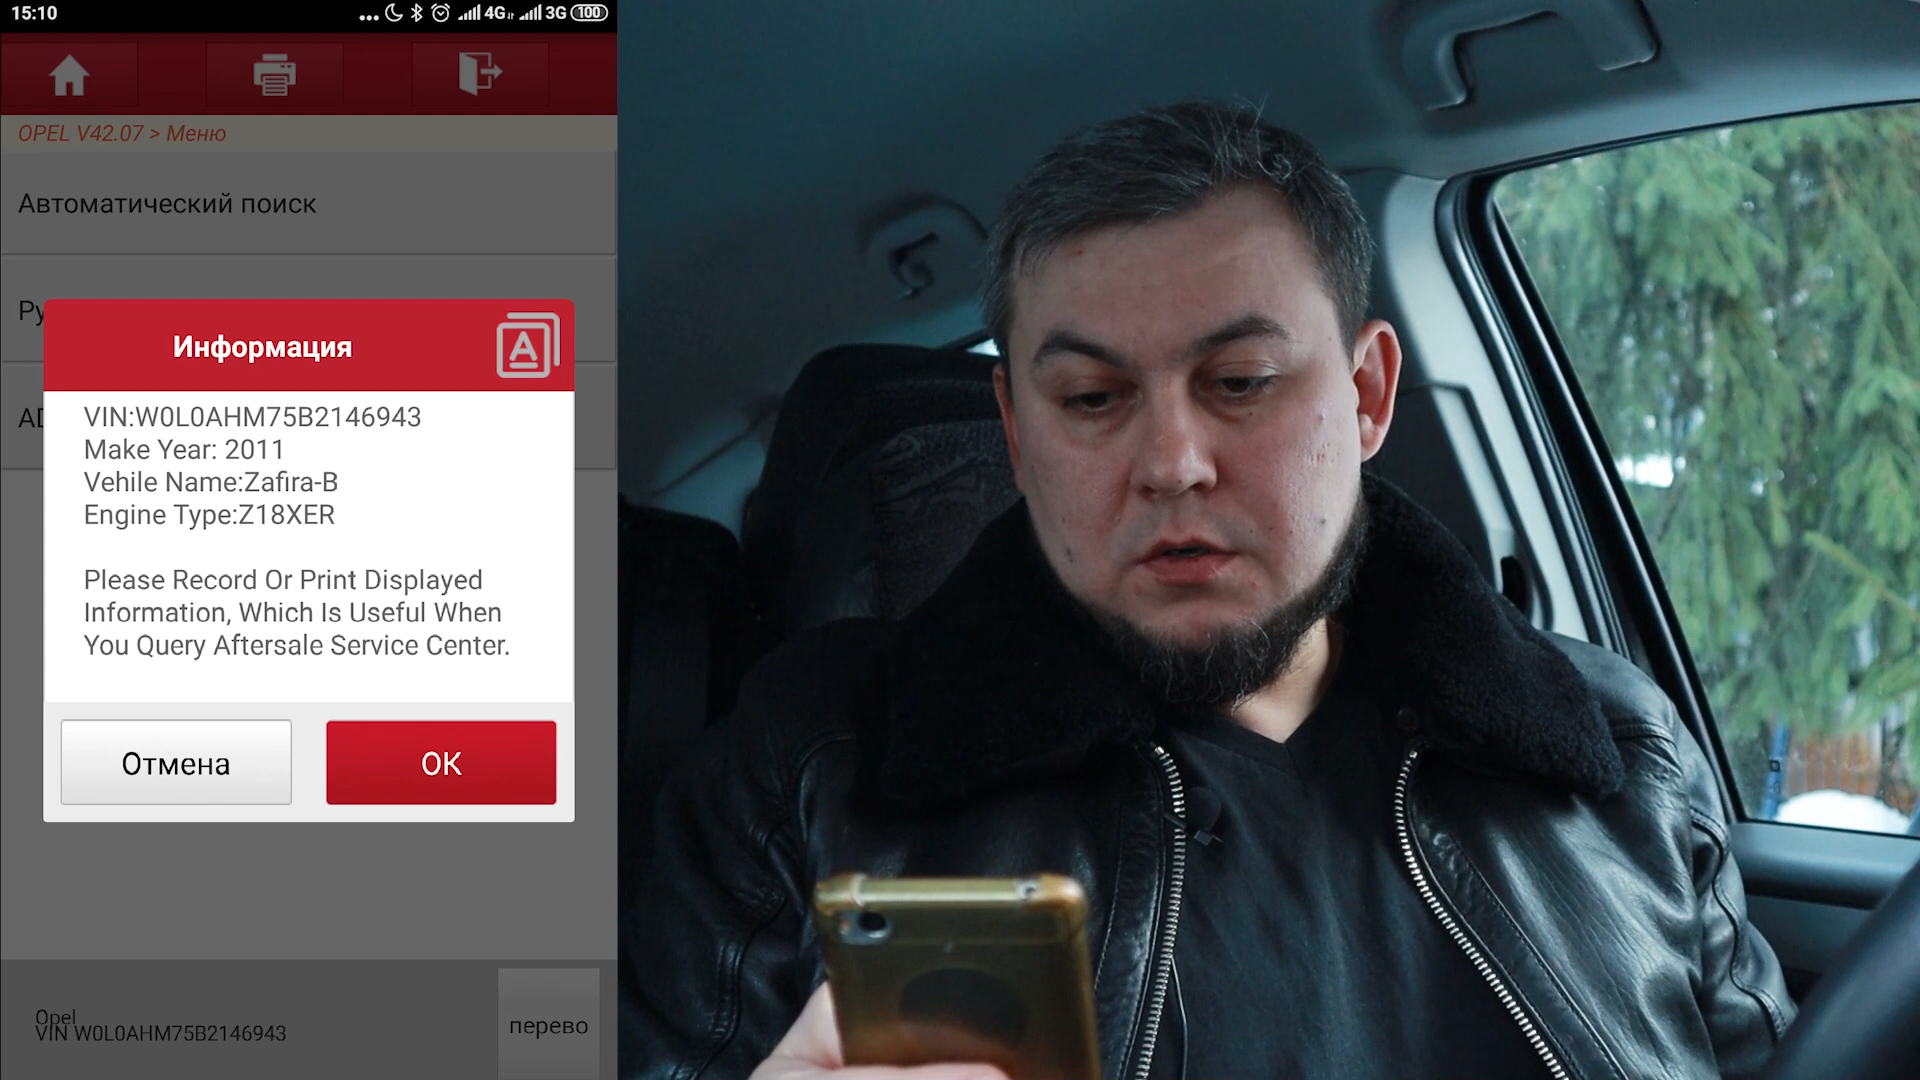 15:10
4G
3G
100
OPEL V42.07 > Меню
Автоматический поиск
Ру
Информация
VIN:W0L0AHM75B2146943
Make Year: 2011
Vehile Name:Zafira-B
Engine Type:Z18XER
Please Record Or Print Displayed
Information, Which Is Useful When
You Query Aftersale Service Center.
Отмена
OK
Opel
VIN W0L0AHM75B2146943
перево